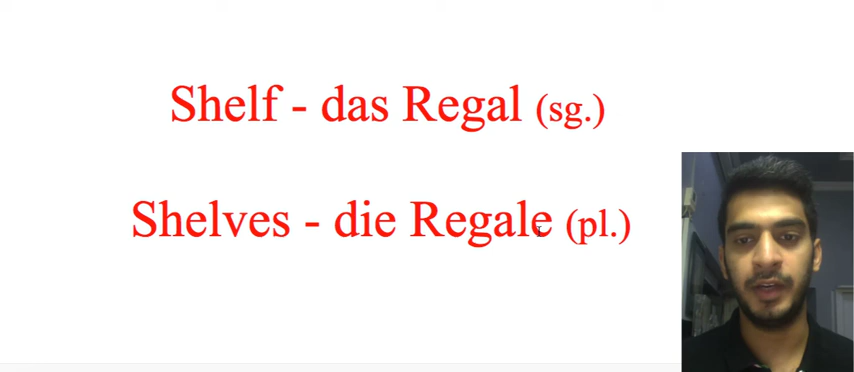 Shelf - das Regal (sg.)
Shelves - die Regale (pl.)